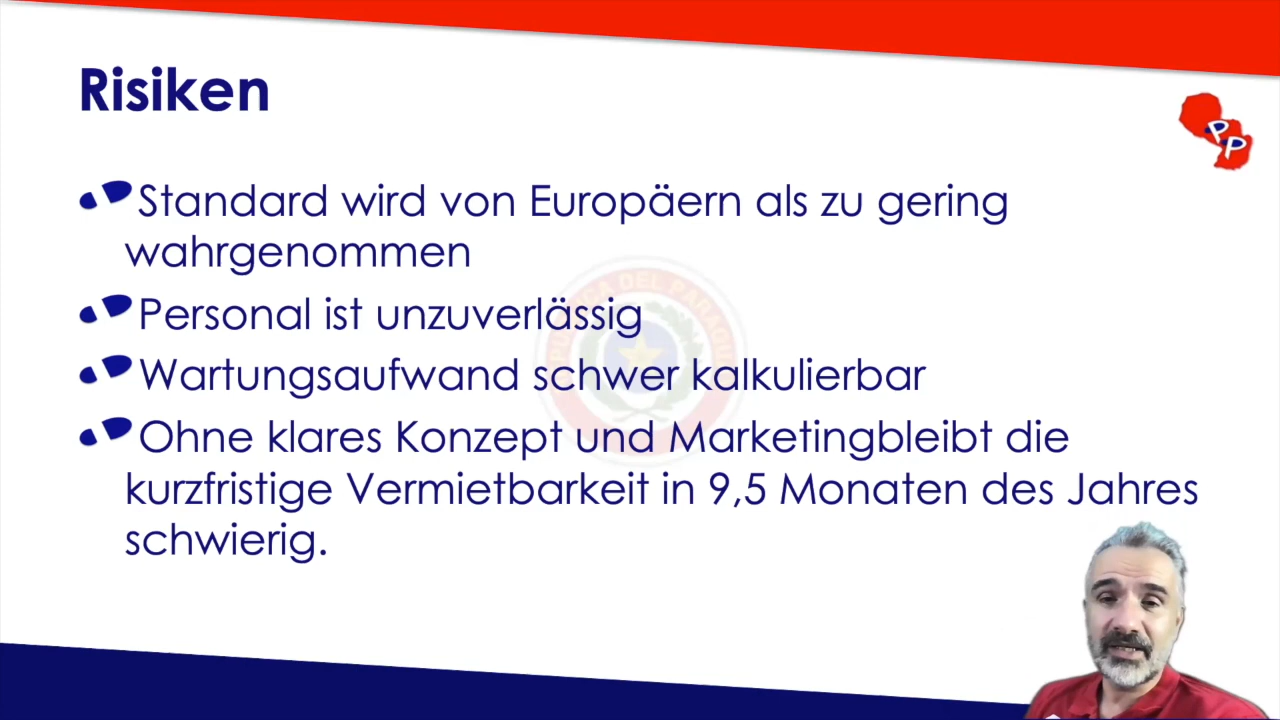 Risiken
PP
Standard wird von Europäern als zu gering
wahrgenommen
Personal ist unzuverlässig
Wartungsaufwand schwer kalkulierbar
Ohne klares Konzept und Marketingbleibt die
kurzfristige Vermietbarkeit in 9,5 Monaten des Jahres
schwierig.